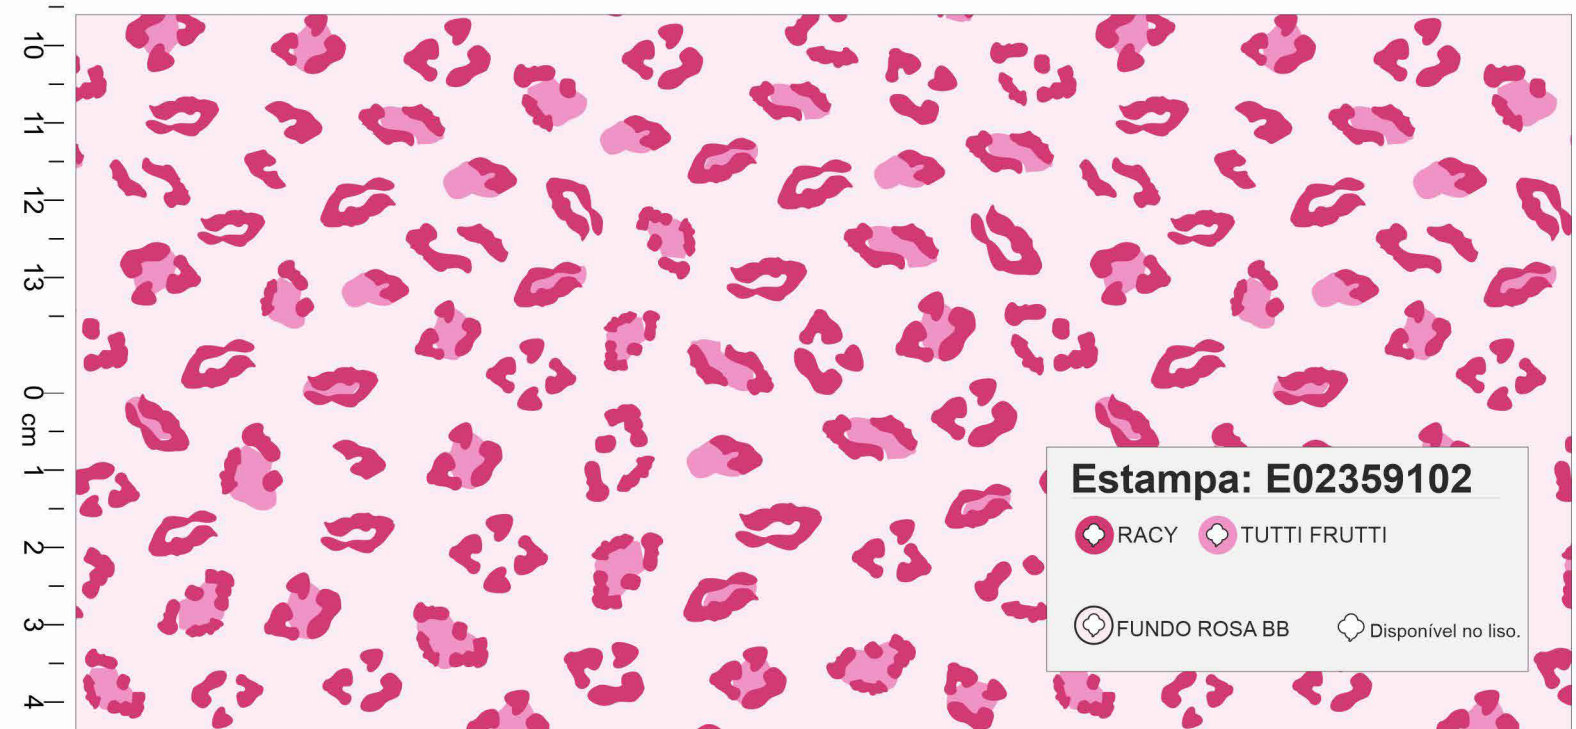 10
11
12
13
0
cm
1
2
3
4
Estampa: E02359102
RACY TUTTI FRUTTI
FUNDO ROSA BB Disponível no liso.